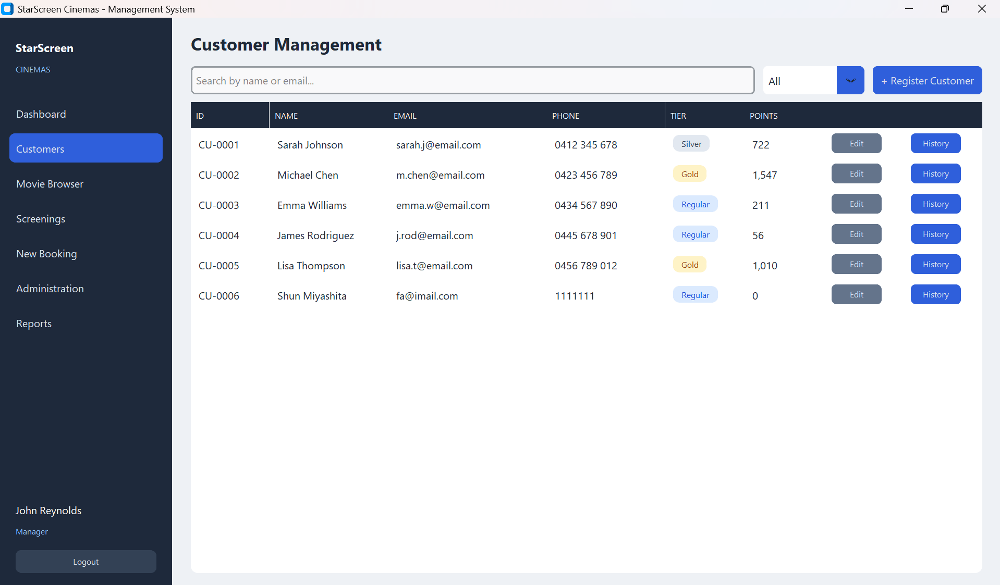 StarScreen Cinemas - Management System
StarScreen
CINEMAS
Dashboard
Customers
Movie Browser
Screenings
New Booking
Administration
Reports
John Reynolds
Manager
Logout
Customer Management
Search by name or email... All + Register Customer
ID NAME EMAIL PHONE TIER POINTS
CU-0001 Sarah Johnson sarah.j@email.com 0412 345 678 Silver 722 Edit History
CU-0002 Michael Chen m.chen@email.com 0423 456 789 Gold 1,547 Edit History
CU-0003 Emma Williams emma.w@email.com 0434 567 890 Regular 211 Edit History
CU-0004 James Rodriguez j.rod@email.com 0445 678 901 Regular 56 Edit History
CU-0005 Lisa Thompson lisa.t@email.com 0456 789 012 Gold 1,010 Edit History
CU-0006 Shun Miyashita fa@imail.com 1111111 Regular 0 Edit History